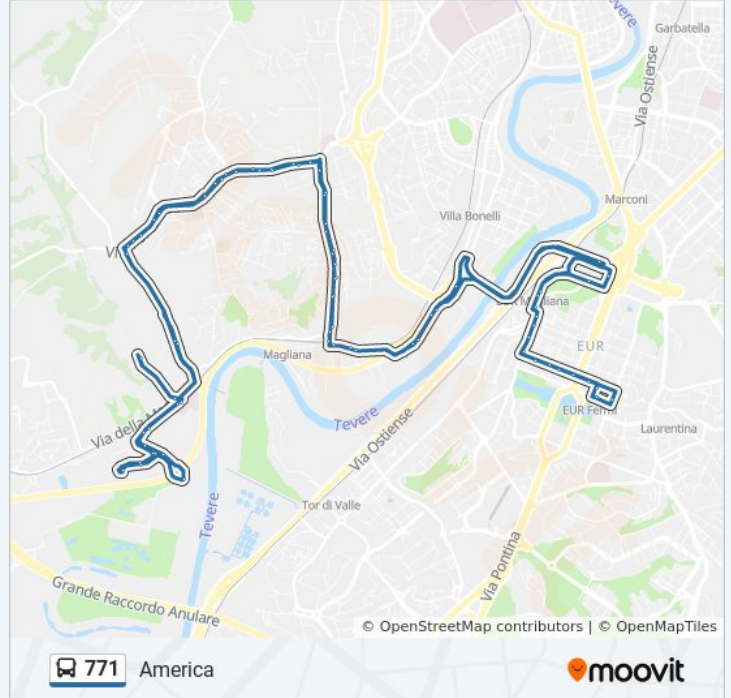 Tevere
Garbatella
Via Ostiense
Marconi
Villa Bonelli
EUR
Magliana
EUR Fermi
Via della M
Tevere
Via Ostiense
Laurentina
Tevere
Tor di Valle
Via Pontina
Grande Raccordo Anulare
© OpenStreetMap contributors | © OpenMapTiles
771 America
moovit